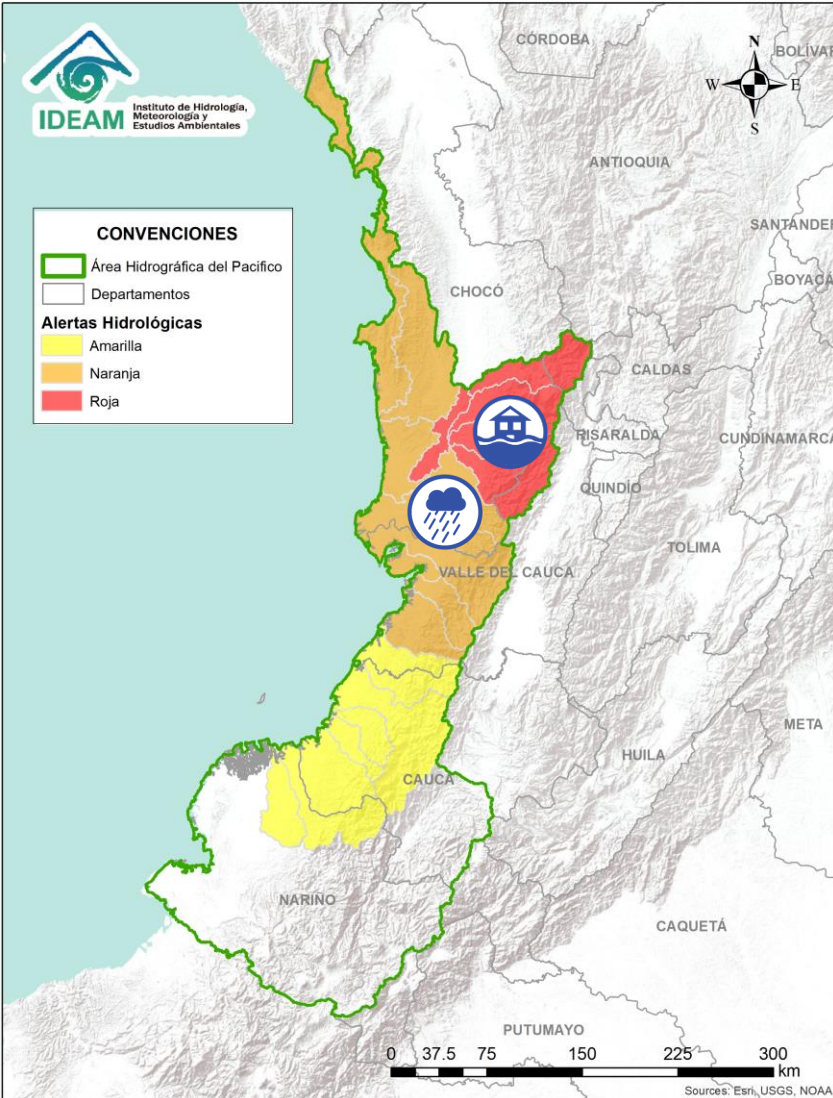 IDEAM
Instituto de Hidrología,
Meteorología y
Estudios Ambientales
N
W
E
S
CÓRDOBA
BOLÍVAR
ANTIOQUIA
SANTANDER
BOYACÁ
CHOCÓ
CONVENCIONES
Área Hidrográfica del Pacifico
Departamentos
Alertas Hidrológicas
Amarilla
Naranja
Roja
CALDAS
RISARALDA
CUNDINAMARCA
QUINDÍO
TOLIMA
VALLE DEL CAUCA
META
HUILA
CAUCA
NARIÑO
CAQUETÁ
PUTUMAYO
0 37.5 75 150 225 300
km
Sources: Esri, USGS, NOAA